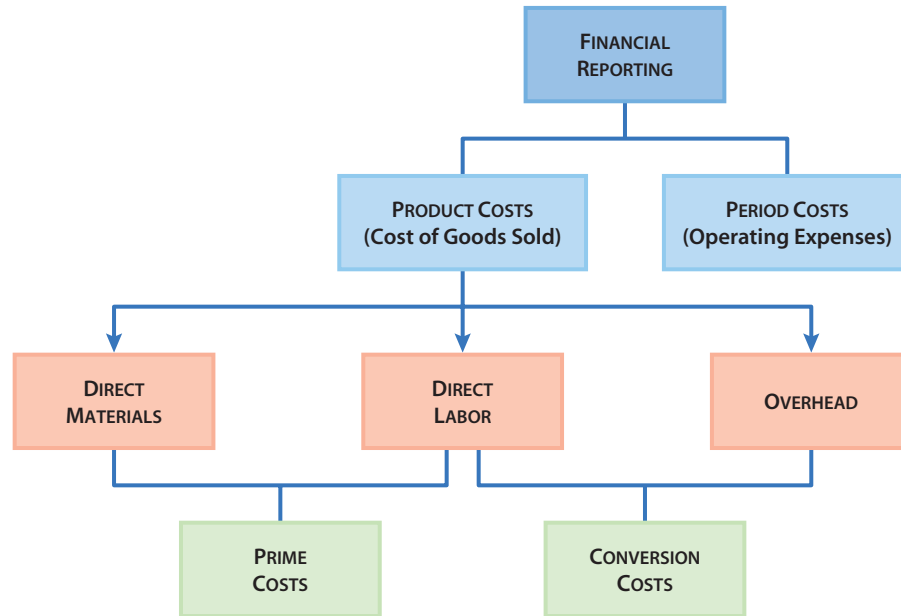 FINANCIAL
REPORTING
PRODUCT COSTS
(Cost of Goods Sold)
PERIOD COSTS
(Operating Expenses)
DIRECT
MATERIALS
DIRECT
LABOR
OVERHEAD
PRIME
COSTS
CONVERSION
COSTS